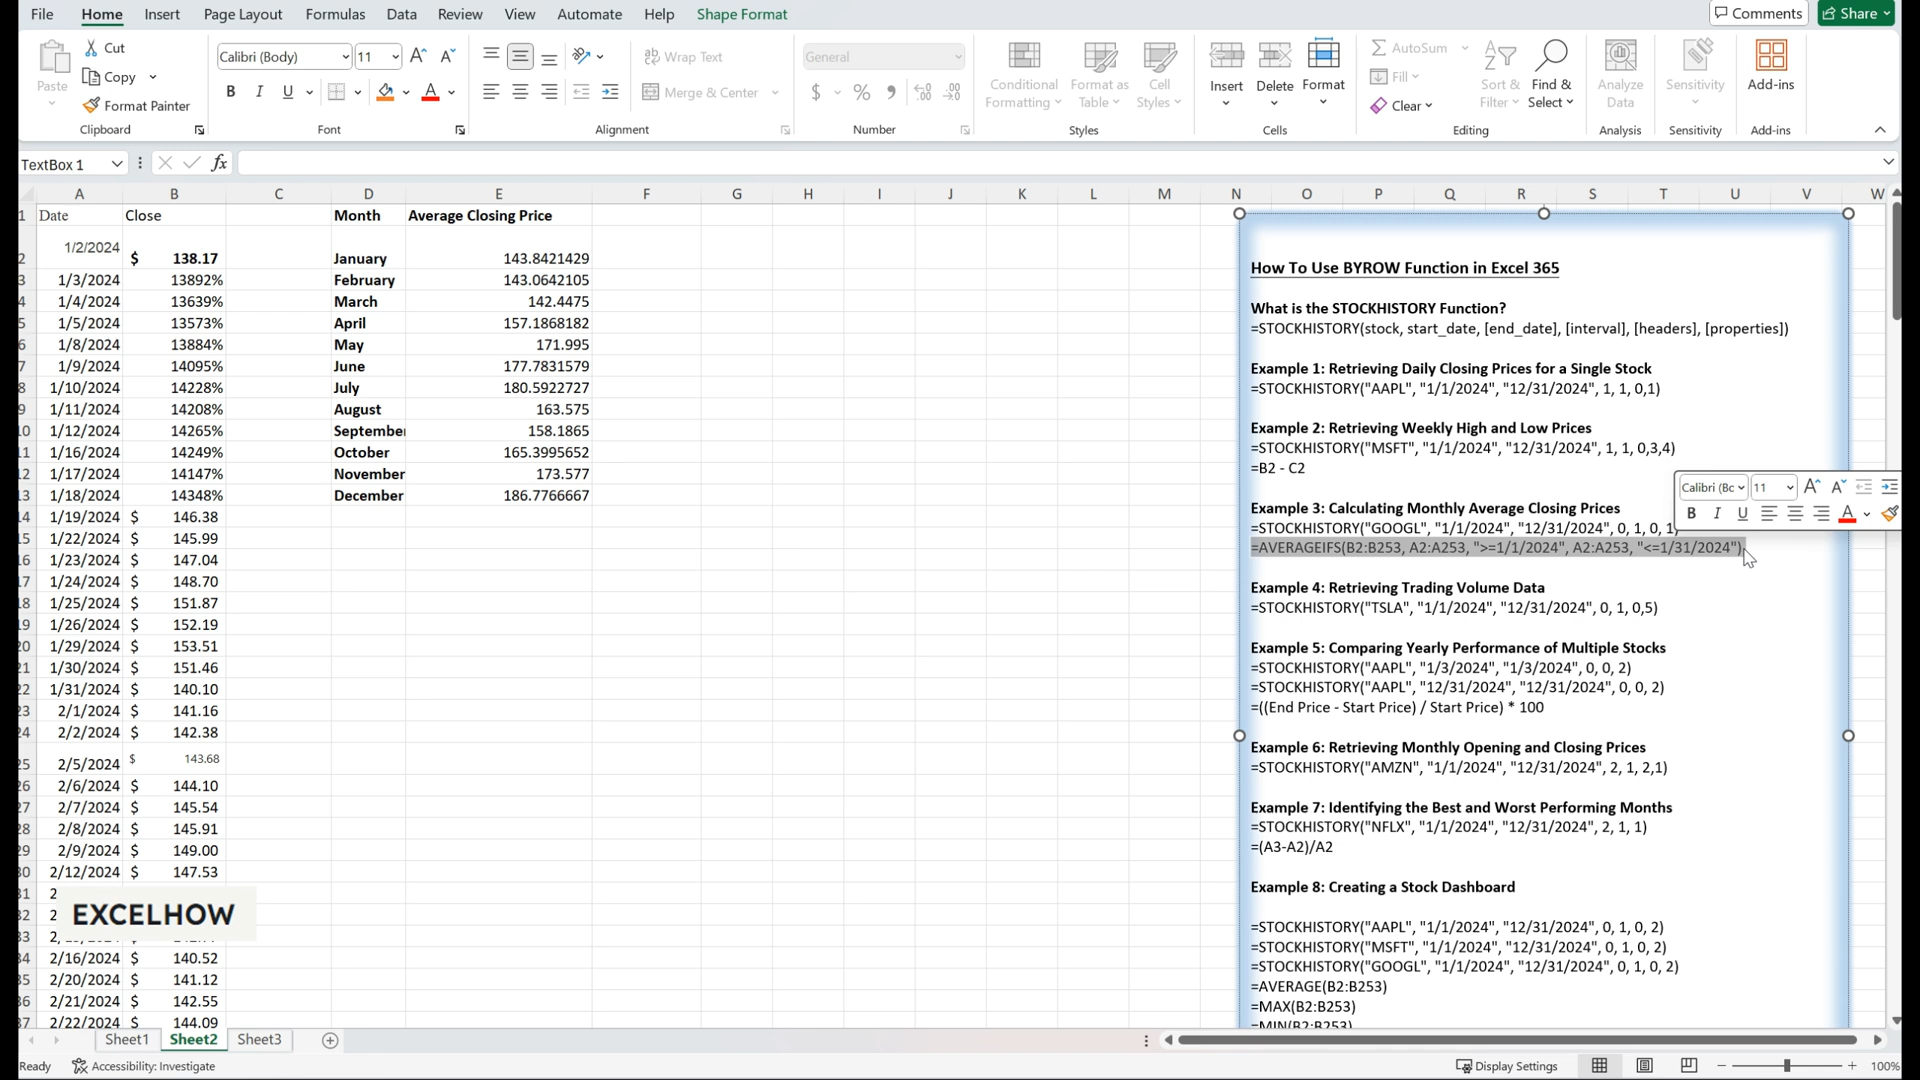 File Home Insert Page Layout Formulas Data Review View Automate Help Shape Format Comments Share
Paste Cut Copy Format Painter Clipboard
Calibri (Body) 11 B I U Font
Wrap Text Merge & Center Alignment
General $ % Number
Conditional Formatting Format as Table Cell Styles Styles
Insert Delete Format Cells
AutoSum Fill Clear Sort & Filter Find & Select Editing
Analyze Data Analysis
Sensitivity Sensitivity
Add-ins Add-ins
TextBox 1 fx
A B C D E F G H I J K L M N O P Q R S T U V W
Date Close Month Average Closing Price
1/2/2024 $ 138.17 January 143.8421429
1/3/2024 13892% February 143.0642105
1/4/2024 13639% March 142.4475
1/5/2024 13573% April 157.1868182
1/8/2024 13884% May 171.995
1/9/2024 14095% June 177.7831579
1/10/2024 14228% July 180.5922727
1/11/2024 14208% August 163.575
1/12/2024 14265% September 158.1865
1/16/2024 14249% October 165.3995652
1/17/2024 14147% November 173.577
1/18/2024 14348% December 186.7766667
1/19/2024 $ 146.38
1/22/2024 $ 145.99
1/23/2024 $ 147.04
1/24/2024 $ 148.70
1/25/2024 $ 151.87
1/26/2024 $ 152.19
1/29/2024 $ 153.51
1/30/2024 $ 151.46
1/31/2024 $ 140.10
2/1/2024 $ 141.16
2/2/2024 $ 142.38
2/5/2024 $ 143.68
2/6/2024 $ 144.10
2/7/2024 $ 145.54
2/8/2024 $ 145.91
2/9/2024 $ 149.00
2/12/2024 $ 147.53
EXCELHOW
2/16/2024 $ 140.52
2/20/2024 $ 141.12
2/21/2024 $ 142.55
2/22/2024 $ 144.09
How To Use BYROW Function in Excel 365
What is the STOCKHISTORY Function?
=STOCKHISTORY(stock, start_date, [end_date], [interval], [headers], [properties])
Example 1: Retrieving Daily Closing Prices for a Single Stock
=STOCKHISTORY("AAPL", "1/1/2024", "12/31/2024", 1, 1, 0,1)
Example 2: Retrieving Weekly High and Low Prices
=STOCKHISTORY("MSFT", "1/1/2024", "12/31/2024", 1, 1, 0,3,4)
=B2 - C2
Calibri (Bc 11
B I U A
Example 3: Calculating Monthly Average Closing Prices
=STOCKHISTORY("GOOGL", "1/1/2024", "12/31/2024", 0, 1, 0, 1)
=AVERAGEIFS(B2:B253, A2:A253, ">=1/1/2024", A2:A253, "<=1/31/2024")
Example 4: Retrieving Trading Volume Data
=STOCKHISTORY("TSLA", "1/1/2024", "12/31/2024", 0, 1, 0,5)
Example 5: Comparing Yearly Performance of Multiple Stocks
=STOCKHISTORY("AAPL", "1/3/2024", "1/3/2024", 0, 0, 2)
=STOCKHISTORY("AAPL", "12/31/2024", "12/31/2024", 0, 0, 2)
=((End Price - Start Price) / Start Price) * 100
Example 6: Retrieving Monthly Opening and Closing Prices
=STOCKHISTORY("AMZN", "1/1/2024", "12/31/2024", 2, 1, 2,1)
Example 7: Identifying the Best and Worst Performing Months
=STOCKHISTORY("NFLX", "1/1/2024", "12/31/2024", 2, 1, 1)
=(A3-A2)/A2
Example 8: Creating a Stock Dashboard
=STOCKHISTORY("AAPL", "1/1/2024", "12/31/2024", 0, 1, 0, 2)
=STOCKHISTORY("MSFT", "1/1/2024", "12/31/2024", 0, 1, 0, 2)
=STOCKHISTORY("GOOGL", "1/1/2024", "12/31/2024", 0, 1, 0, 2)
=AVERAGE(B2:B253)
=MAX(B2:B253)
=MIN(B2:B253)
Sheet1 Sheet2 Sheet3
Ready Accessibility: Investigate Display Settings 100%